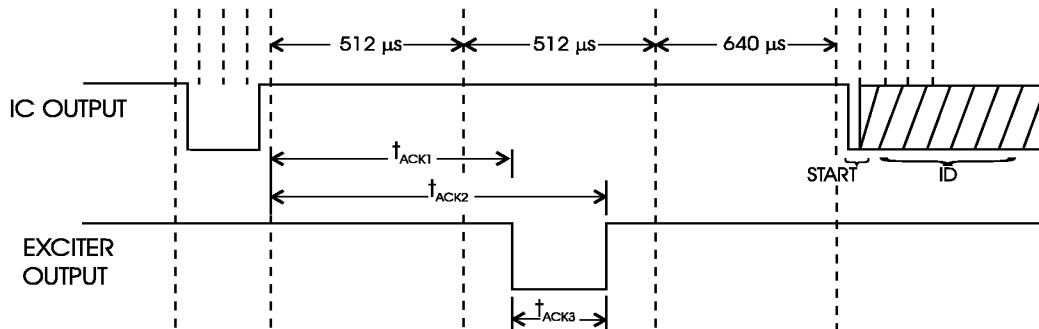 512 μs 512 μs 640 μs
IC OUTPUT
tACK1
START ID
tACK2
EXCITER
OUTPUT
tACK3